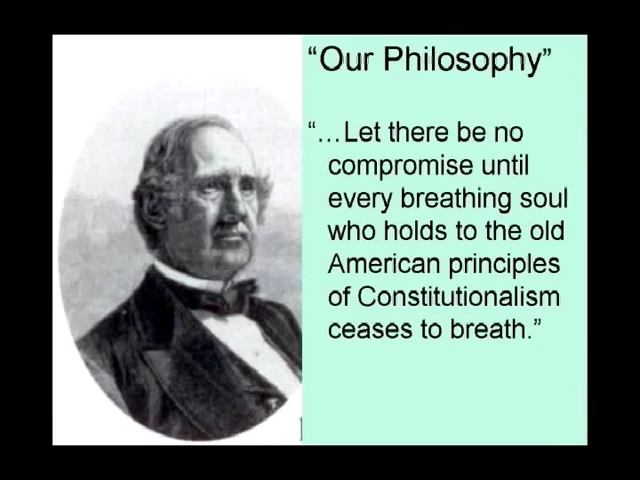 “Our Philosophy”
“…Let there be no
compromise until
every breathing soul
who holds to the old
American principles
of Constitutionalism
ceases to breath.”